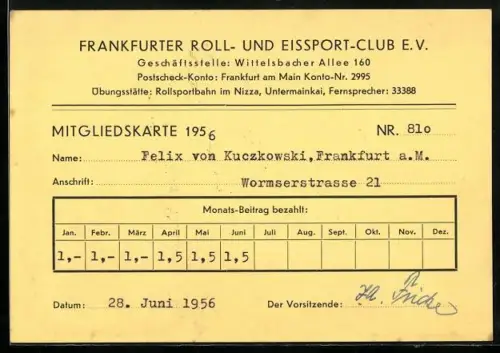 FRANKFURTER ROLL- UND EISSPORT-CLUB E.V.
Geschäftsstelle: Wittelsbacher Allee 160
Postscheck-Konto: Frankfurt am Main Konto-Nr. 2995
Übungsstätte: Rollsportbahn im Nizza, Untermainkai, Fernsprecher: 33388
MITGLIEDSKARTE 1956 NR. 81o
Name: Felix von Kuczkowski,Frankfurt a.M.
Anschrift: Wormserstrasse 21
Monats-Beitrag bezahlt:
Jan. Febr. März April Mai Juni Juli Aug. Sept. Okt. Nov. Dez.
1,- 1,- 1,- 1,5 1,5 1,5
Datum: 28. Juni 1956 Der Vorsitzende: